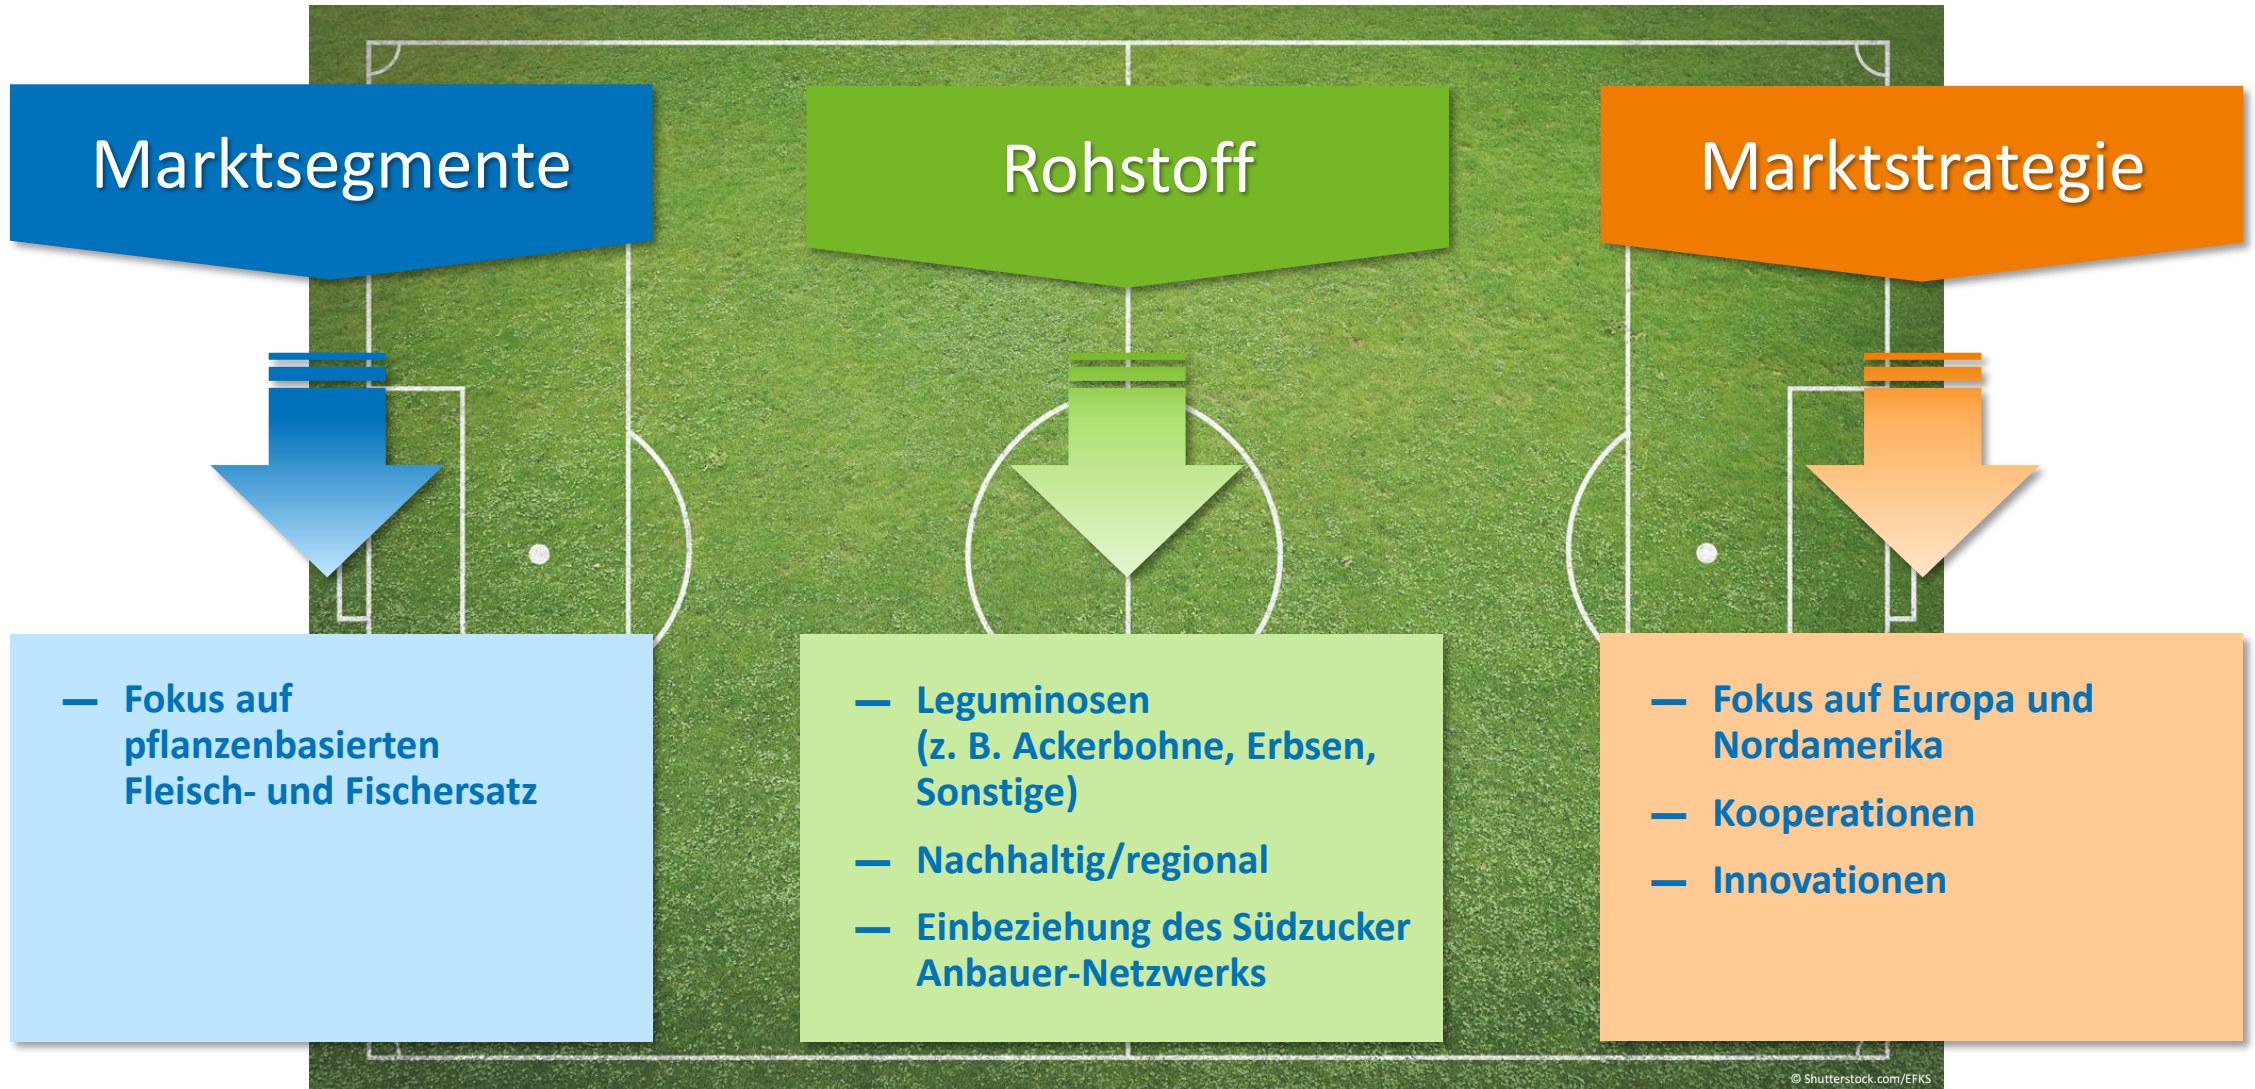 Marktsegmente
Rohstoff
Marktstrategie
— Fokus auf
pflanzenbasierten
Fleisch- und Fischersatz
— Leguminosen
(z. B. Ackerbohne, Erbsen,
Sonstige)
— Nachhaltig/regional
— Einbeziehung des Südzucker
Anbauer-Netzwerks
— Fokus auf Europa und
Nordamerika
— Kooperationen
— Innovationen
© Shutterstock.com/EFKS